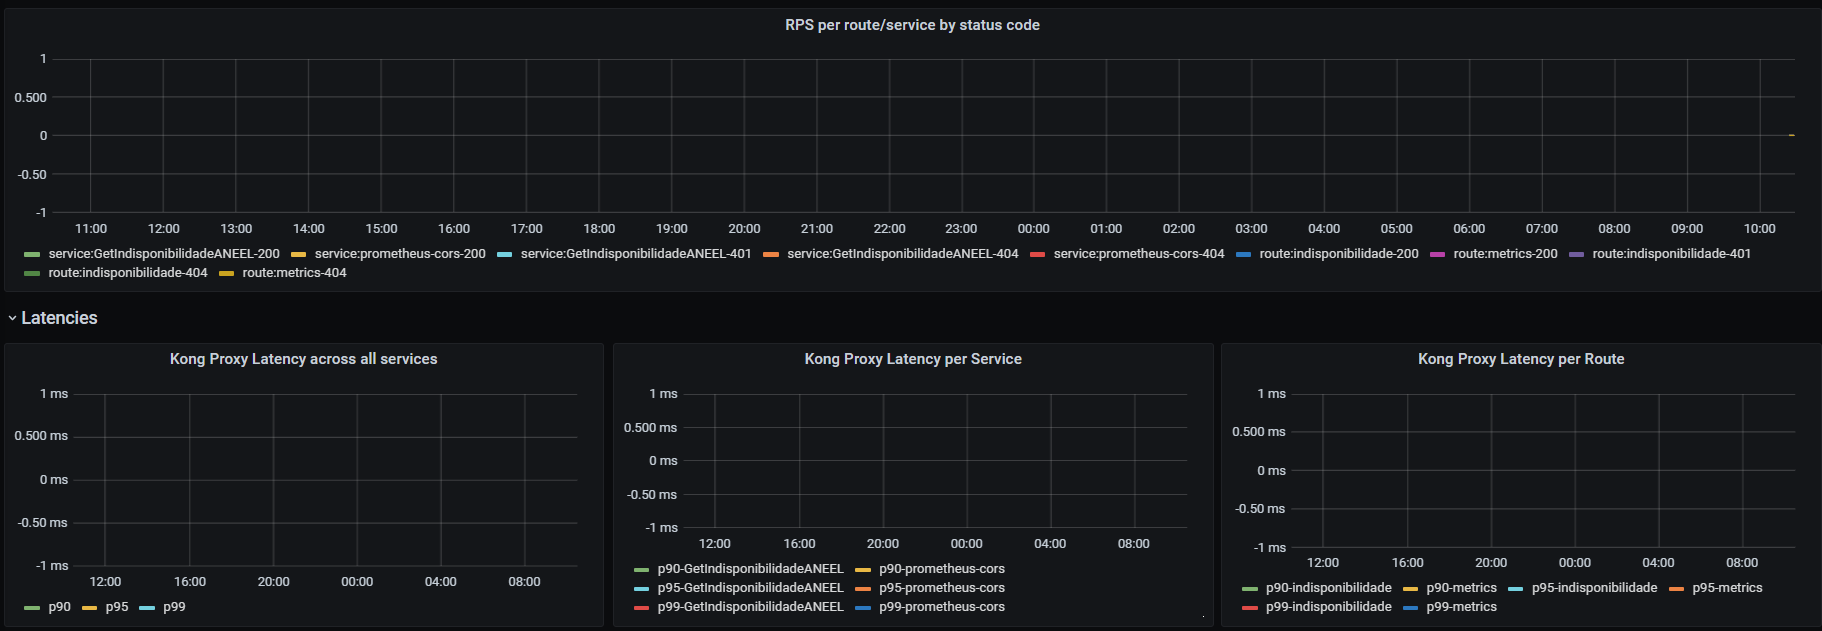 RPS per route/service by status code
1
0.500
0
-0.50
-1
11:00 12:00 13:00 14:00 15:00 16:00 17:00 18:00 19:00 20:00 21:00 22:00 23:00 00:00 01:00 02:00 03:00 04:00 05:00 06:00 07:00 08:00 09:00 10:00
service:GetIndisponibilidadeANEEL-200 service:prometheus-cors-200 service:GetIndisponibilidadeANEEL-401 service:GetIndisponibilidadeANEEL-404 service:prometheus-cors-404 route:indisponibilidade-200 route:metrics-200 route:indisponibilidade-401
route:indisponibilidade-404 route:metrics-404
Latencies
Kong Proxy Latency across all services
1 ms
0.500 ms
0 ms
-0.50 ms
-1 ms
12:00 16:00 20:00 00:00 04:00 08:00
p90 p95 p99
Kong Proxy Latency per Service
1 ms
0.500 ms
0 ms
-0.50 ms
-1 ms
12:00 16:00 20:00 00:00 04:00 08:00
p90-GetIndisponibilidadeANEEL p90-prometheus-cors
p95-GetIndisponibilidadeANEEL p95-prometheus-cors
p99-GetIndisponibilidadeANEEL p99-prometheus-cors
Kong Proxy Latency per Route
1 ms
0.500 ms
0 ms
-0.50 ms
-1 ms
12:00 16:00 20:00 00:00 04:00 08:00
p90-indisponibilidade p90-metrics p95-indisponibilidade p95-metrics
p99-indisponibilidade p99-metrics